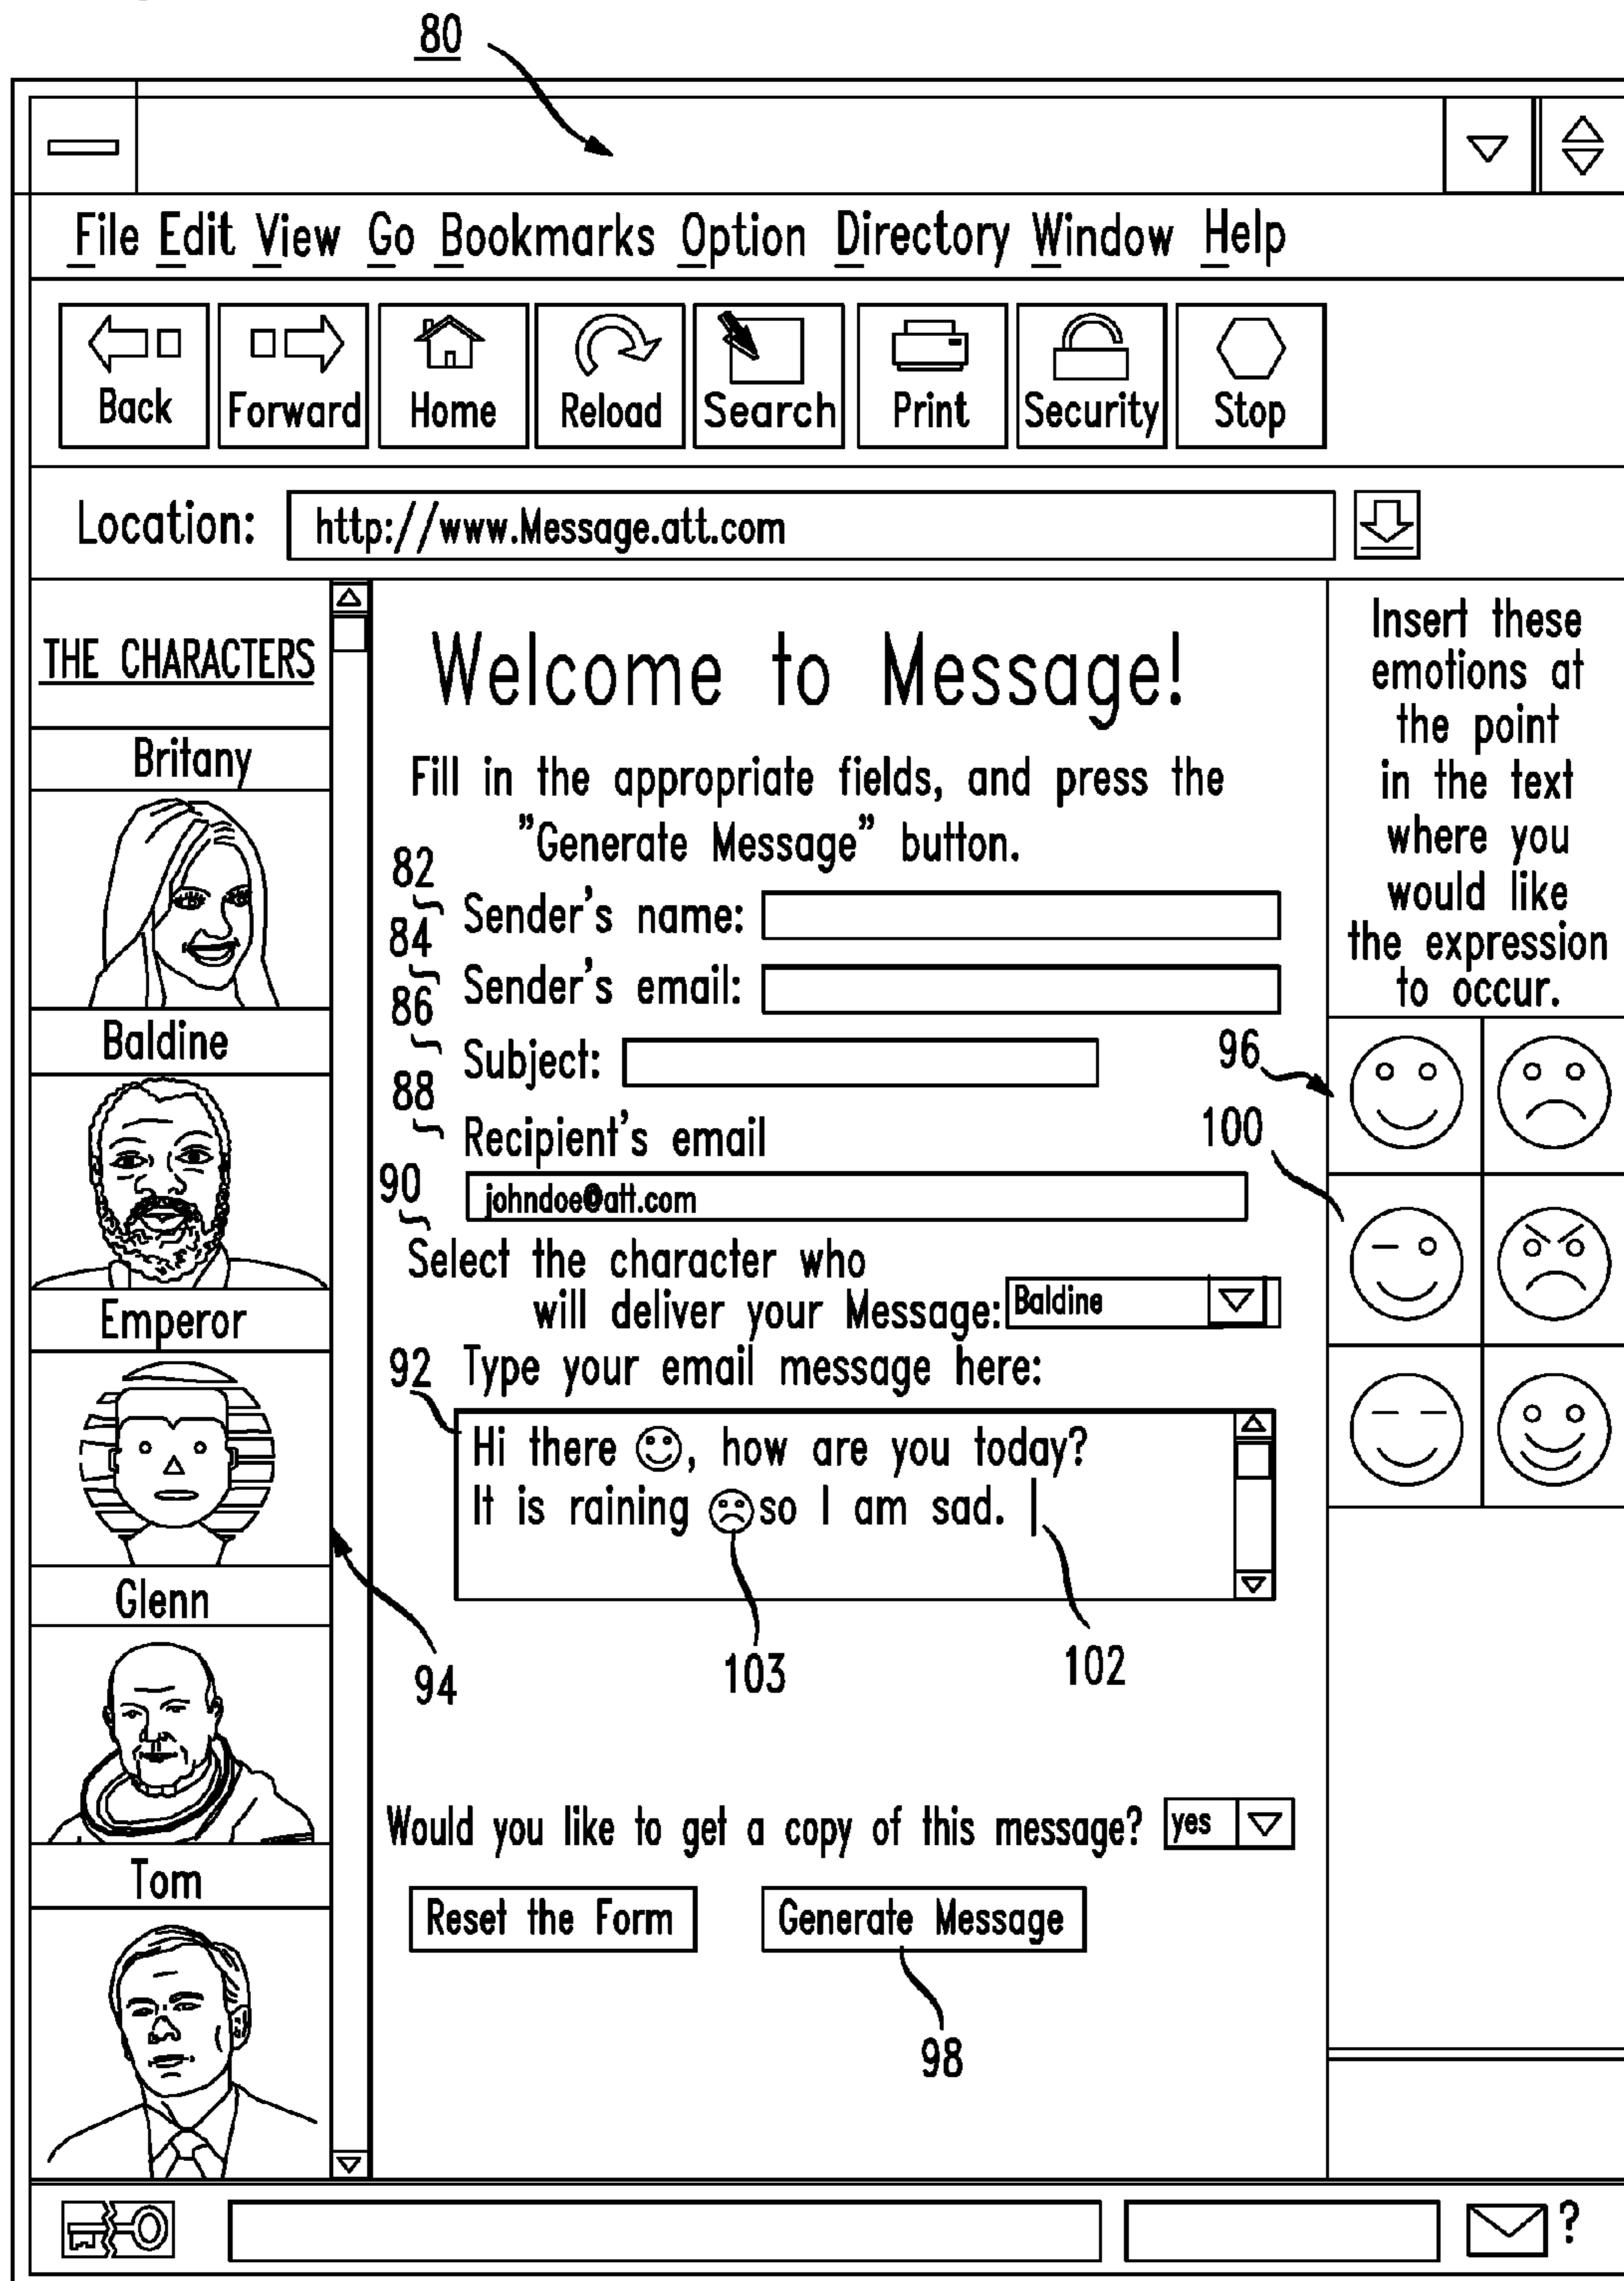 80
File Edit View Go Bookmarks Option Directory Window Help
Back Forward Home Reload Search Print Security Stop
Location: http://www.Message.att.com
THE CHARACTERS
Britany
Baldine
Emperor
Glenn
Tom
Welcome to Message!
Fill in the appropriate fields, and press the
"Generate Message" button.
82 Sender's name:
84 Sender's email:
86 Subject:
88 Recipient's email
90 johndoe@att.com
Select the character who
will deliver your Message: Baldine
92 Type your email message here:
Hi there ☺, how are you today?
It is raining ☹ so I am sad. |
94
103
102
Would you like to get a copy of this message? yes
Reset the Form Generate Message
98
Insert these
emotions at
the point
in the text
where you
would like
the expression
to occur.
96
100
?